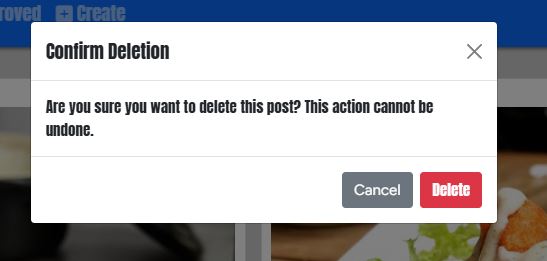 roved Create
Confirm Deletion
Are you sure you want to delete this post? This action cannot be
undone.
Cancel Delete